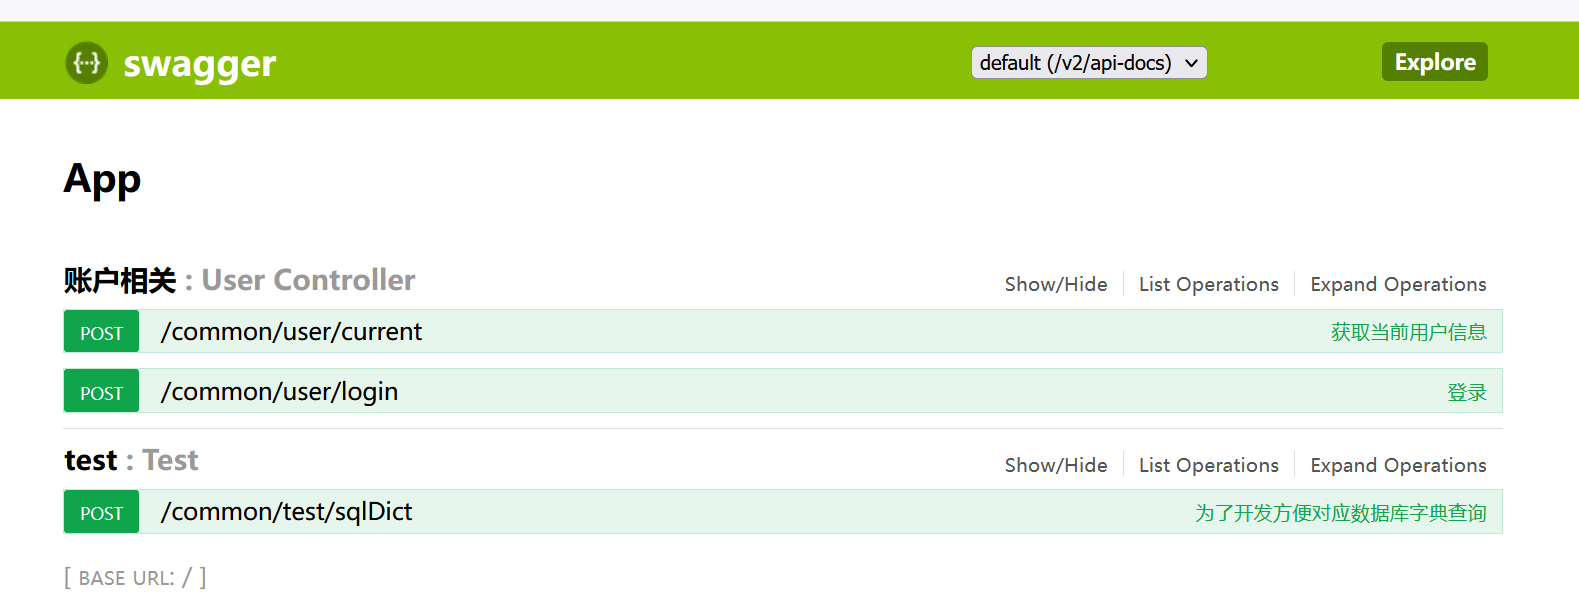 swagger default (/v2/api-docs) Explore
App
账户相关 : User Controller Show/Hide List Operations Expand Operations
POST /common/user/current 获取当前用户信息
POST /common/user/login 登录
test : Test Show/Hide List Operations Expand Operations
POST /common/test/sqlDict 为了开发方便对应数据库字典查询
[ BASE URL: / ]